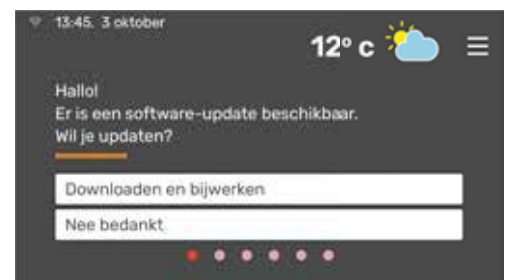 13:45. 3 oktober
12° c
Hallo!
Er is een software-update beschikbaar.
Wil je updaten?
Downloaden en bijwerken
Nee bedankt